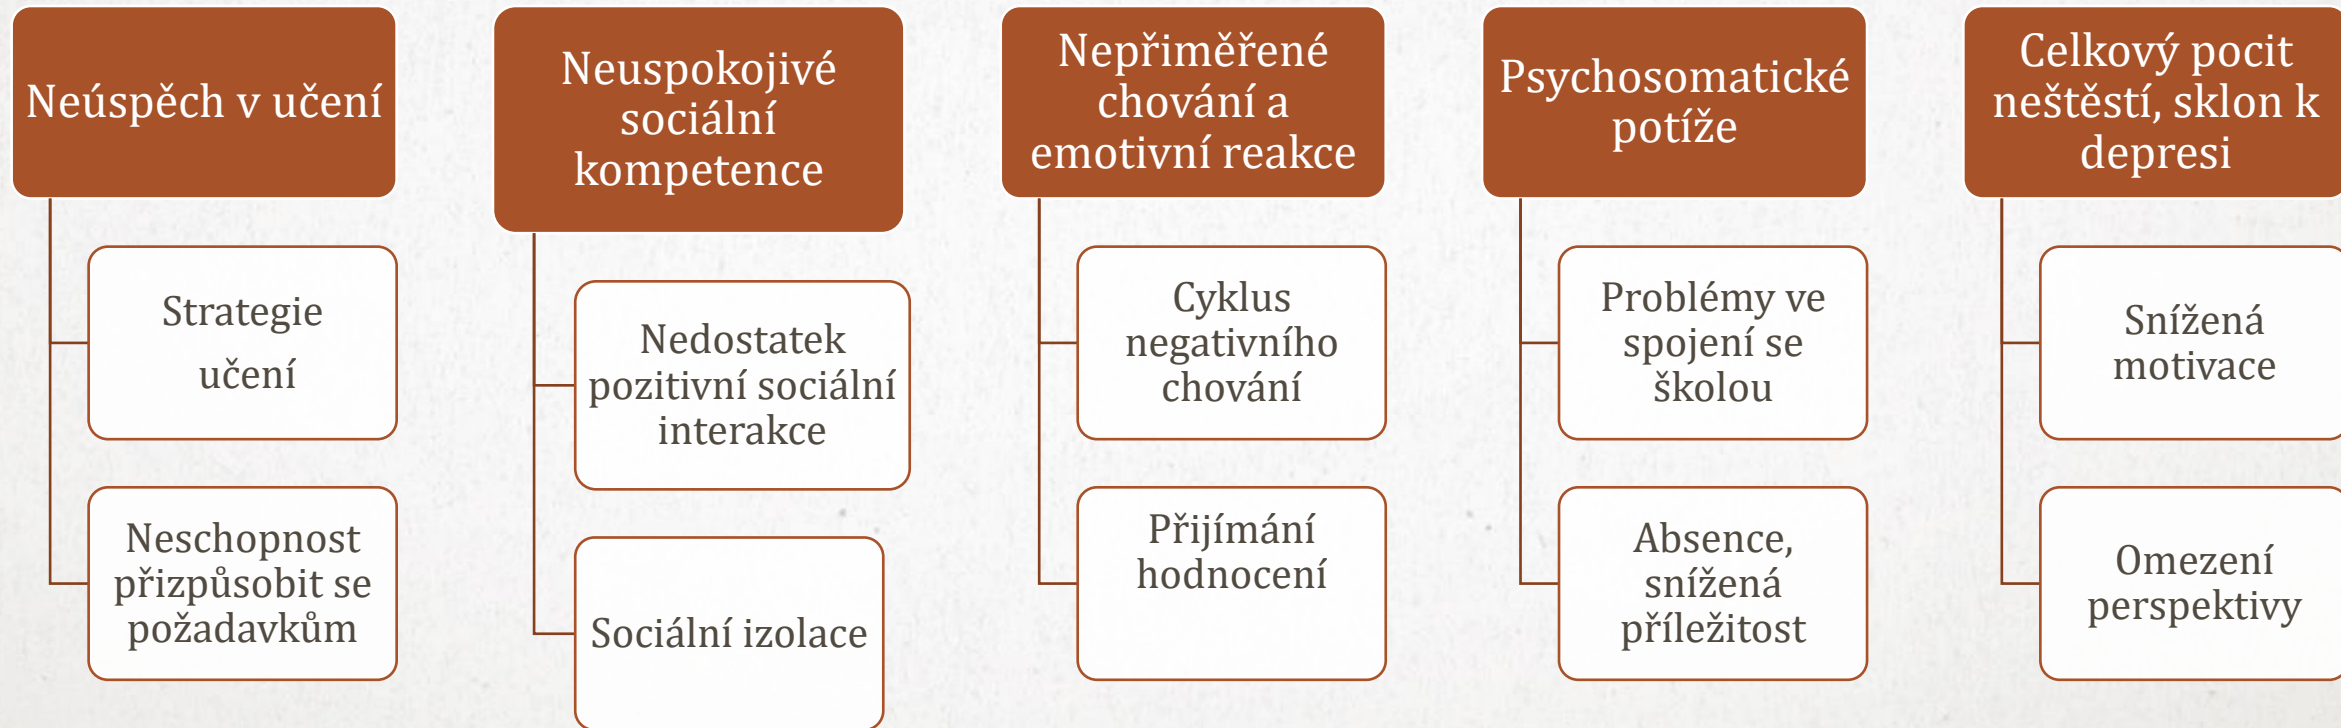 Neúspěch v učení
Strategie
učení
Neschopnost
přizpůsobit se
požadavkům
Neuspokojivé
sociální
kompetence
Nedostatek
pozitivní sociální
interakce
Sociální izolace
Nepřiměřené
chování a
emotivní reakce
Cyklus
negativního
chování
Přijímání
hodnocení
Psychosomatické
potíže
Problémy ve
spojení se
školou
Absence,
snížená
příležitost
Celkový pocit
neštěstí, sklon k
depresi
Snížená
motivace
Omezení
perspektivy